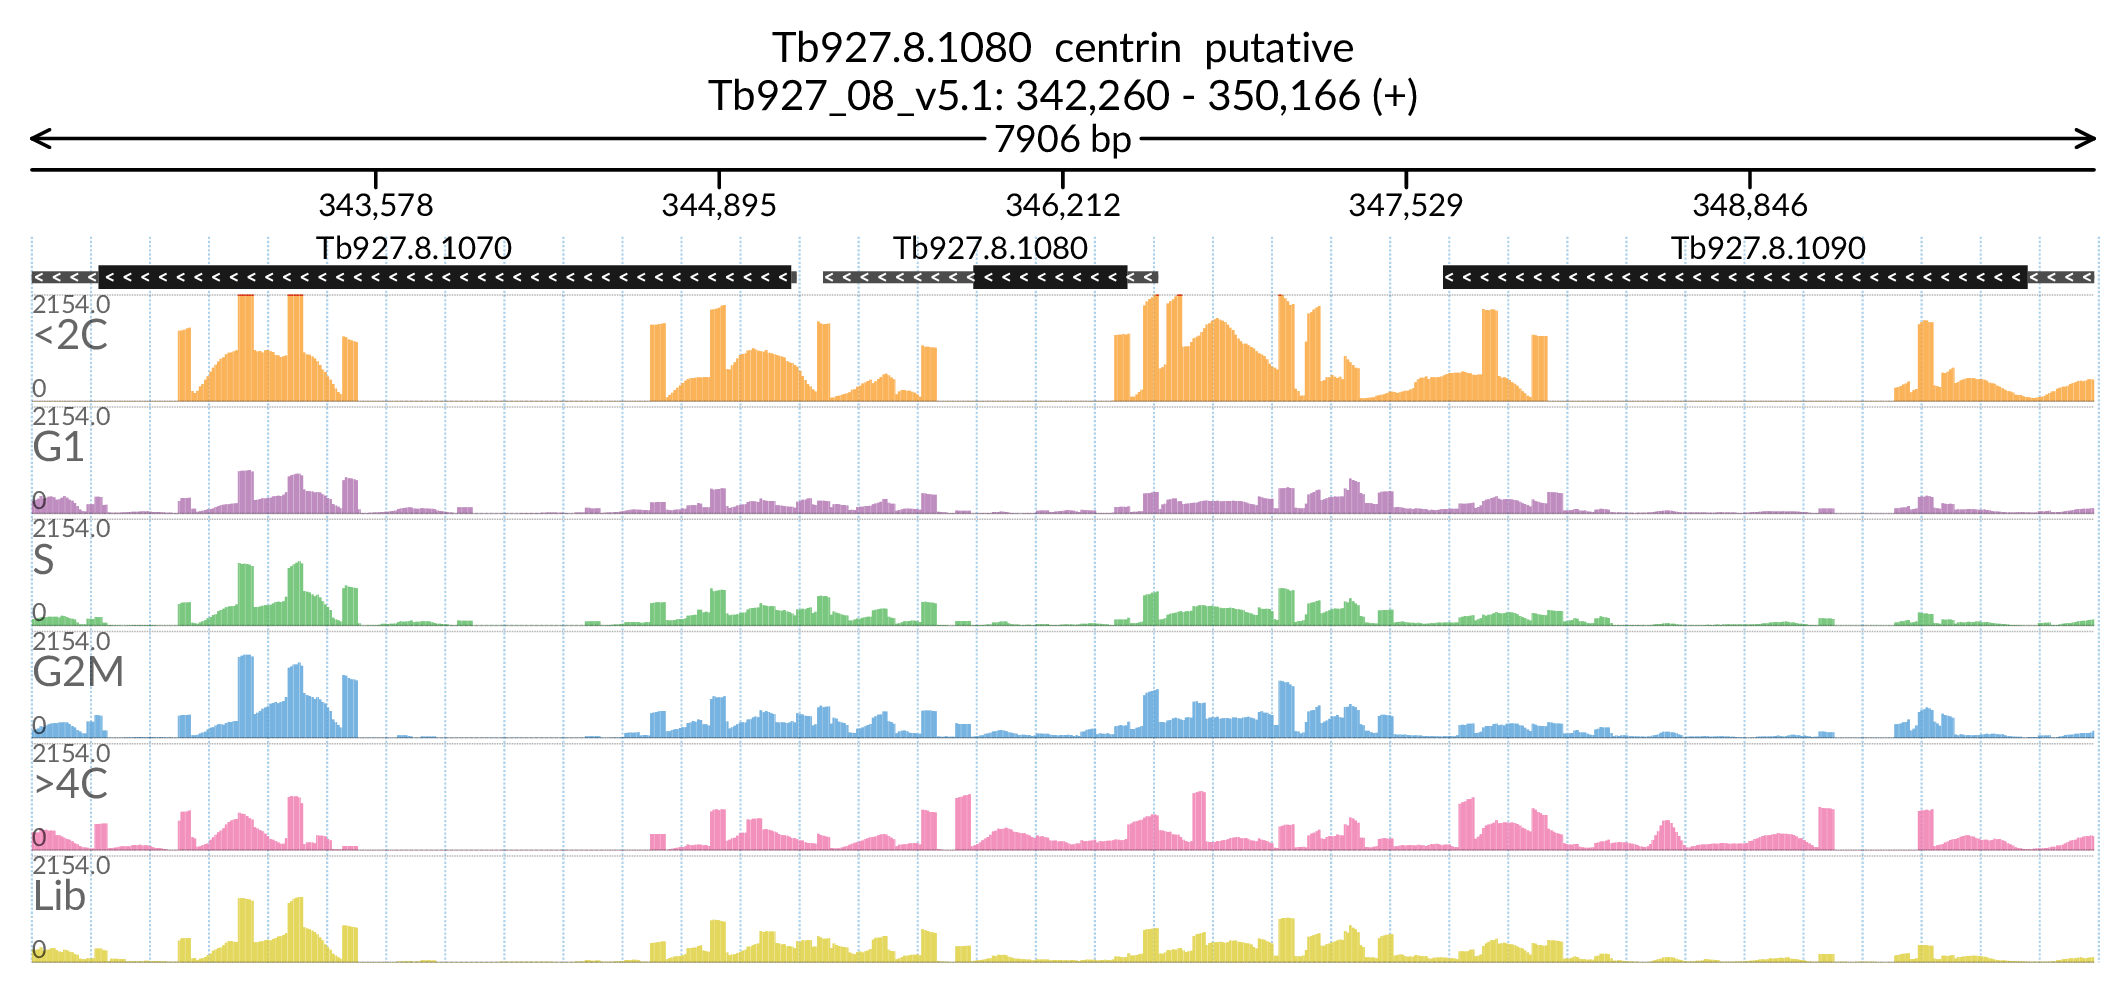 Tb927.8.1080 centrin putative
Tb927_08_v5.1: 342,260 - 350,166 (+)
7906 bp
343,578 344,895 346,212 347,529 348,846
Tb927.8.1070 Tb927.8.1080 Tb927.8.1090
2154.0
<2C
0
2154.0
G1
0
2154.0
S
0
2154.0
G2M
0
2154.0
>4C
0
2154.0
Lib
0